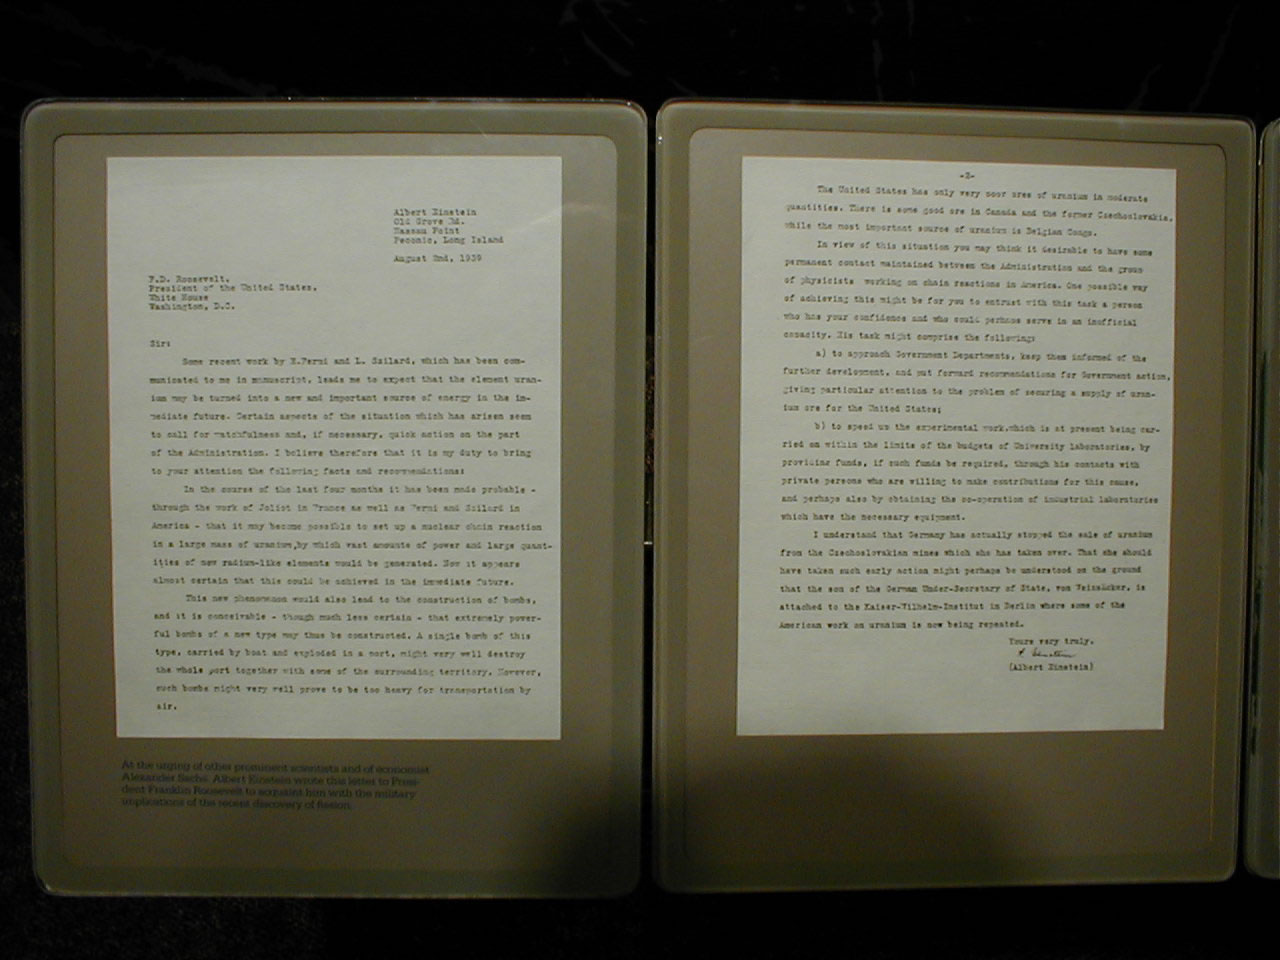 Albert Einstein
Old Grove Rd.
Nassau Point
Peconic, Long Island
August 2nd, 1939
F.D. Roosevelt,
President of the United States,
White House
Washington, D.C.
Sir:
Some recent work by E.Fermi and L. Szilard, which has been com-
municated to me in manuscript, leads me to expect that the element uran-
ium may be turned into a new and important source of energy in the im-
mediate future. Certain aspects of the situation which has arisen seem
to call for watchfulness and, if necessary, quick action on the part
of the Administration. I believe therefore that it is my duty to bring
to your attention the following facts and recommendations:
In the course of the last four months it has been made probable -
through the work of Joliot in France as well as Fermi and Szilard in
America - that it may become possible to set up a nuclear chain reaction
in a large mass of uranium,by which vast amounts of power and large quant-
ities of new radium-like elements would be generated. Now it appears
almost certain that this could be achieved in the immediate future.
This new phenomenon would also lead to the construction of bombs,
and it is conceivable - though much less certain - that extremely power-
ful bombs of a new type may thus be constructed. A single bomb of this
type, carried by boat and exploded in a port, might very well destroy
the whole port together with some of the surrounding territory. However,
such bombs might very well prove to be too heavy for transportation by
air.
At the urging of other prominent scientists and of economist
Alexander Sachs, Albert Einstein wrote this letter to Presi-
dent Franklin Roosevelt to acquaint him with the military
implications of the recent discovery of fission.
-2-
The United States has only very poor ores of uranium in moderate
quantities. There is some good ore in Canada and the former Czechoslovakia,
while the most important source of uranium is Belgian Congo.
In view of this situation you may think it desirable to have some
permanent contact maintained between the Administration and the group
of physicists working on chain reactions in America. One possible way
of achieving this might be for you to entrust with this task a person
who has your confidence and who could perhaps serve in an inofficial
capacity. His task might comprise the following:
a) to approach Government Departments, keep them informed of the
further development, and put forward recommendations for Government action,
giving particular attention to the problem of securing a supply of uran-
ium ore for the United States;
b) to speed up the experimental work,which is at present being car-
ried on within the limits of the budgets of University laboratories, by
providing funds, if such funds be required, through his contacts with
private persons who are willing to make contributions for this cause,
and perhaps also by obtaining the co-operation of industrial laboratories
which have the necessary equipment.
I understand that Germany has actually stopped the sale of uranium
from the Czechoslovakian mines which she has taken over. That she should
have taken such early action might perhaps be understood on the ground
that the son of the German Under-Secretary of State, von Weizsäcker, is
attached to the Kaiser-Wilhelm-Institut in Berlin where some of the
American work on uranium is now being repeated.
Yours very truly.
A. Einstein
(Albert Einstein)